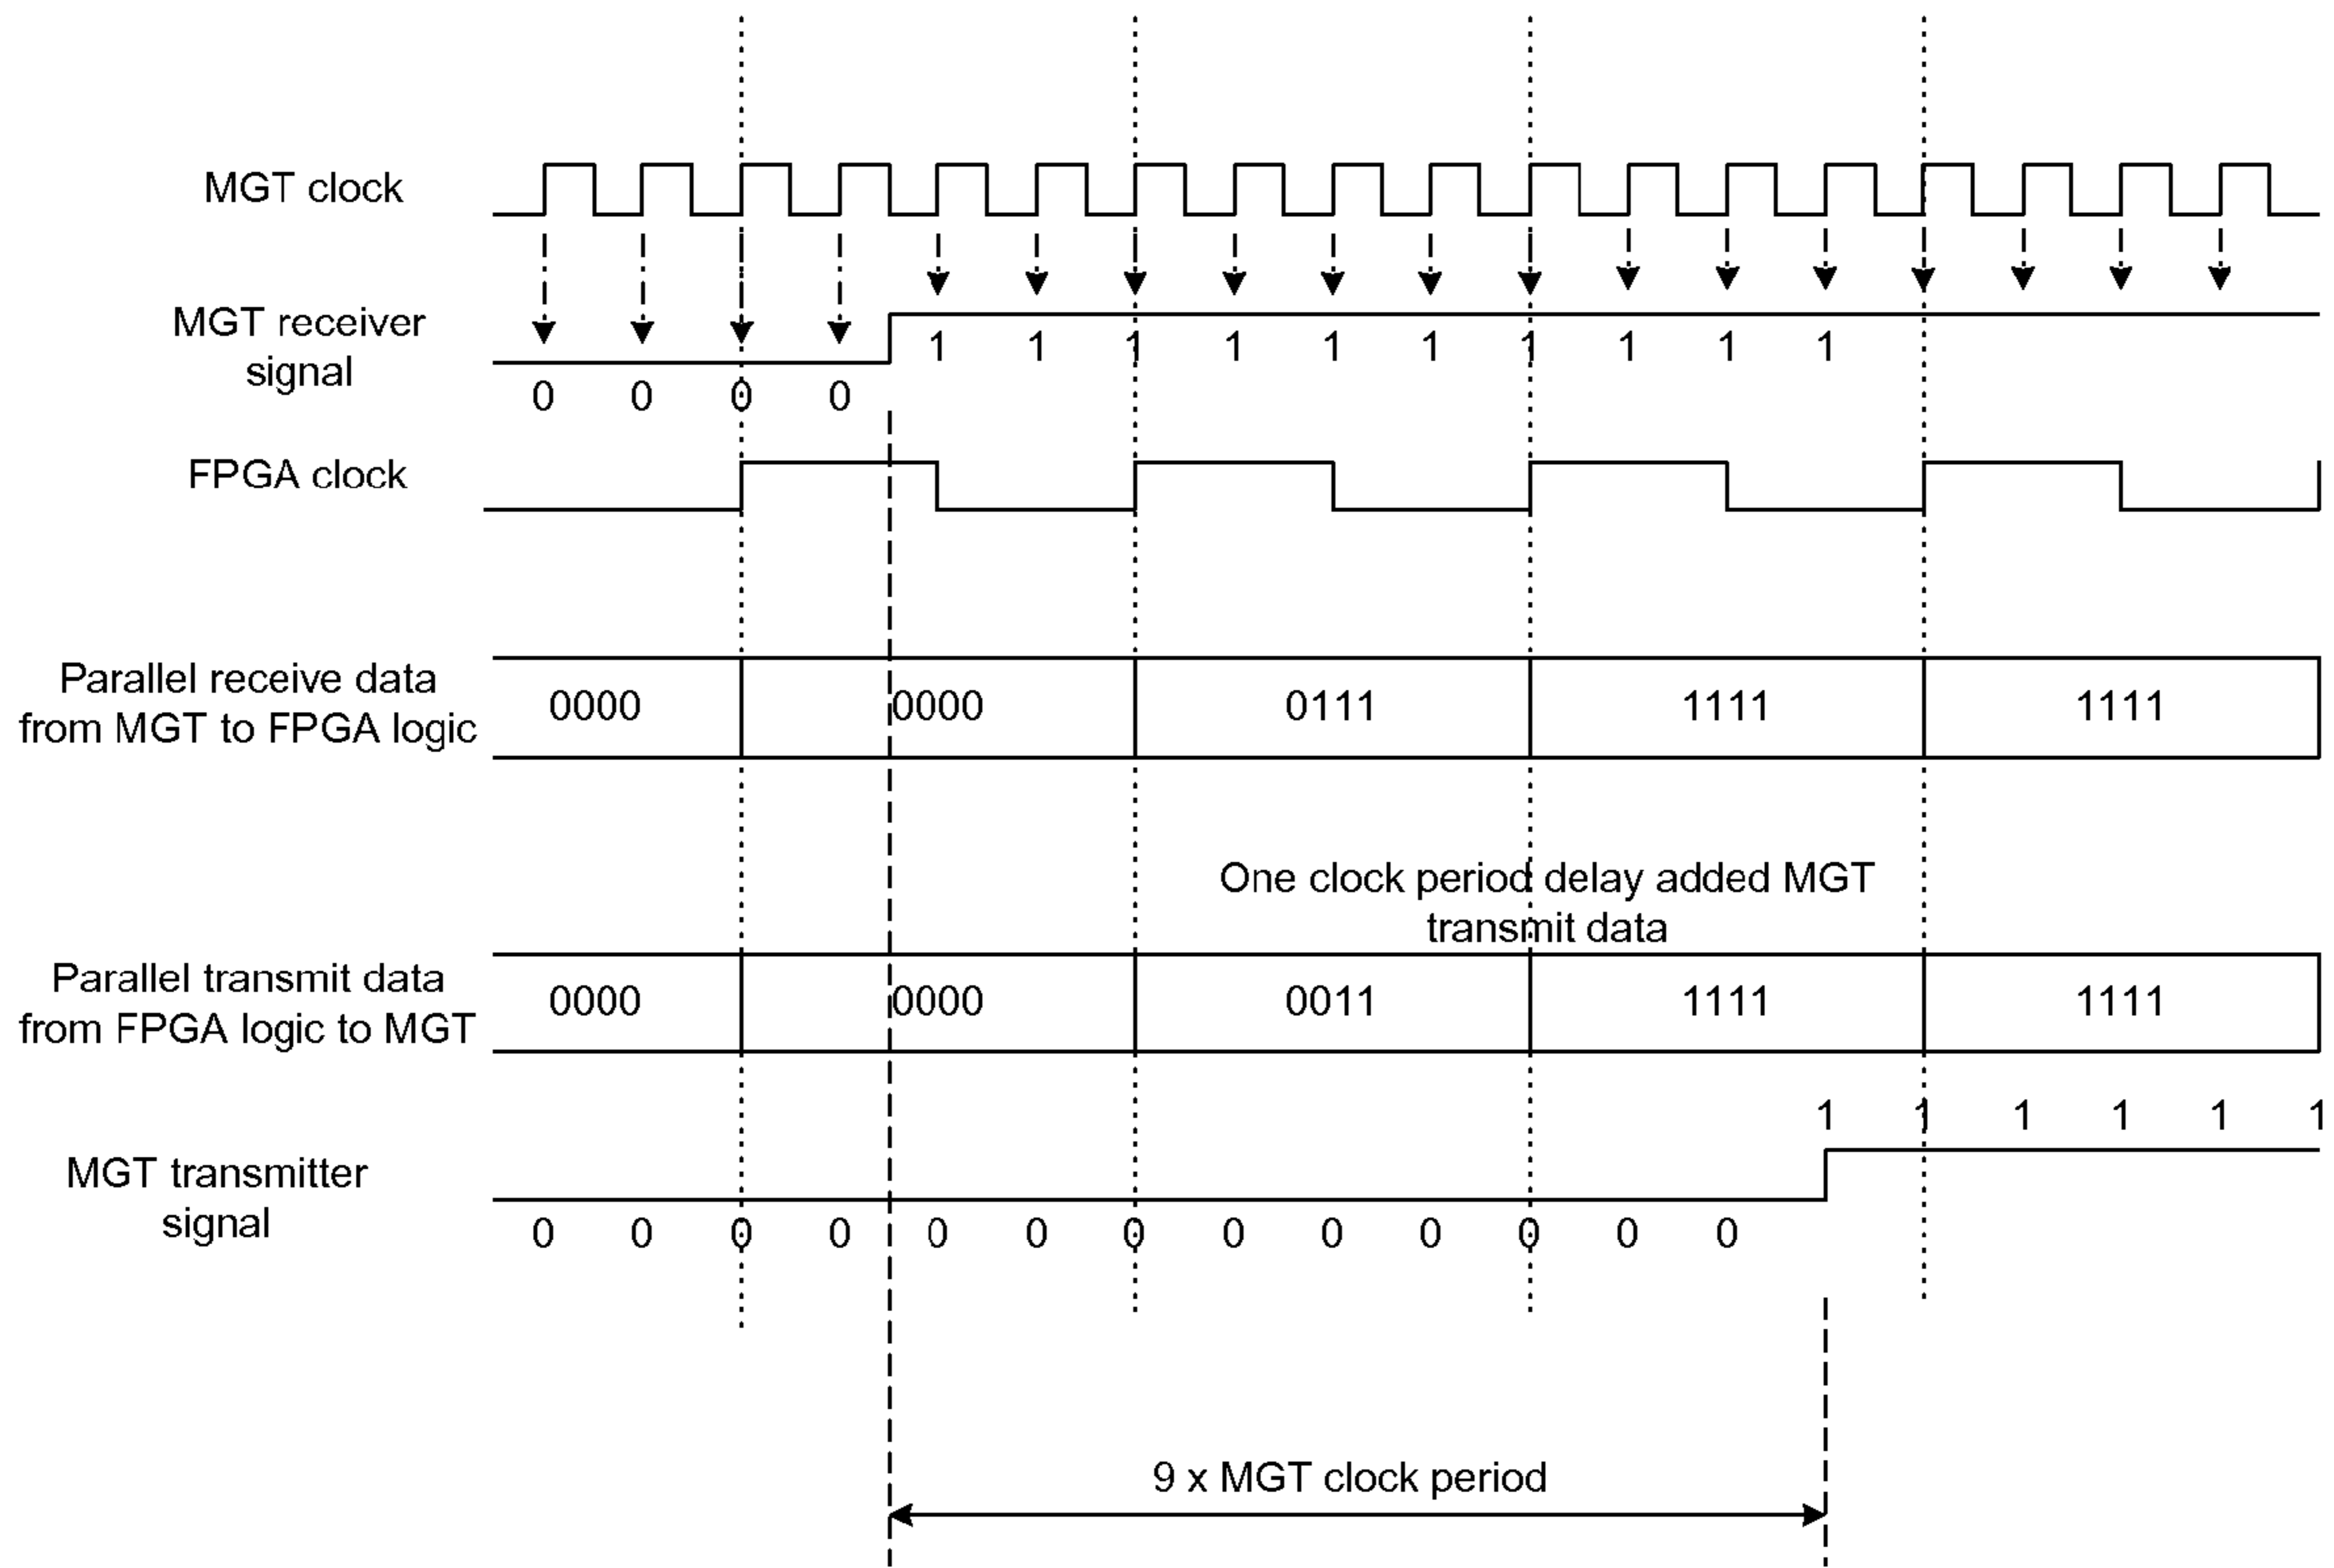 MGT clock
MGT receiver
signal
1 1 1 1 1 1 1 1 1 1
0 0 0 0
FPGA clock
Parallel receive data
from MGT to FPGA logic
0000 0000 0111 1111 1111
One clock period delay added MGT
transmit data
Parallel transmit data
from FPGA logic to MGT
0000 0000 0011 1111 1111
1 1 1 1 1 1
MGT transmitter
signal
0 0 0 0 0 0 0 0 0 0 0 0 0
9 x MGT clock period